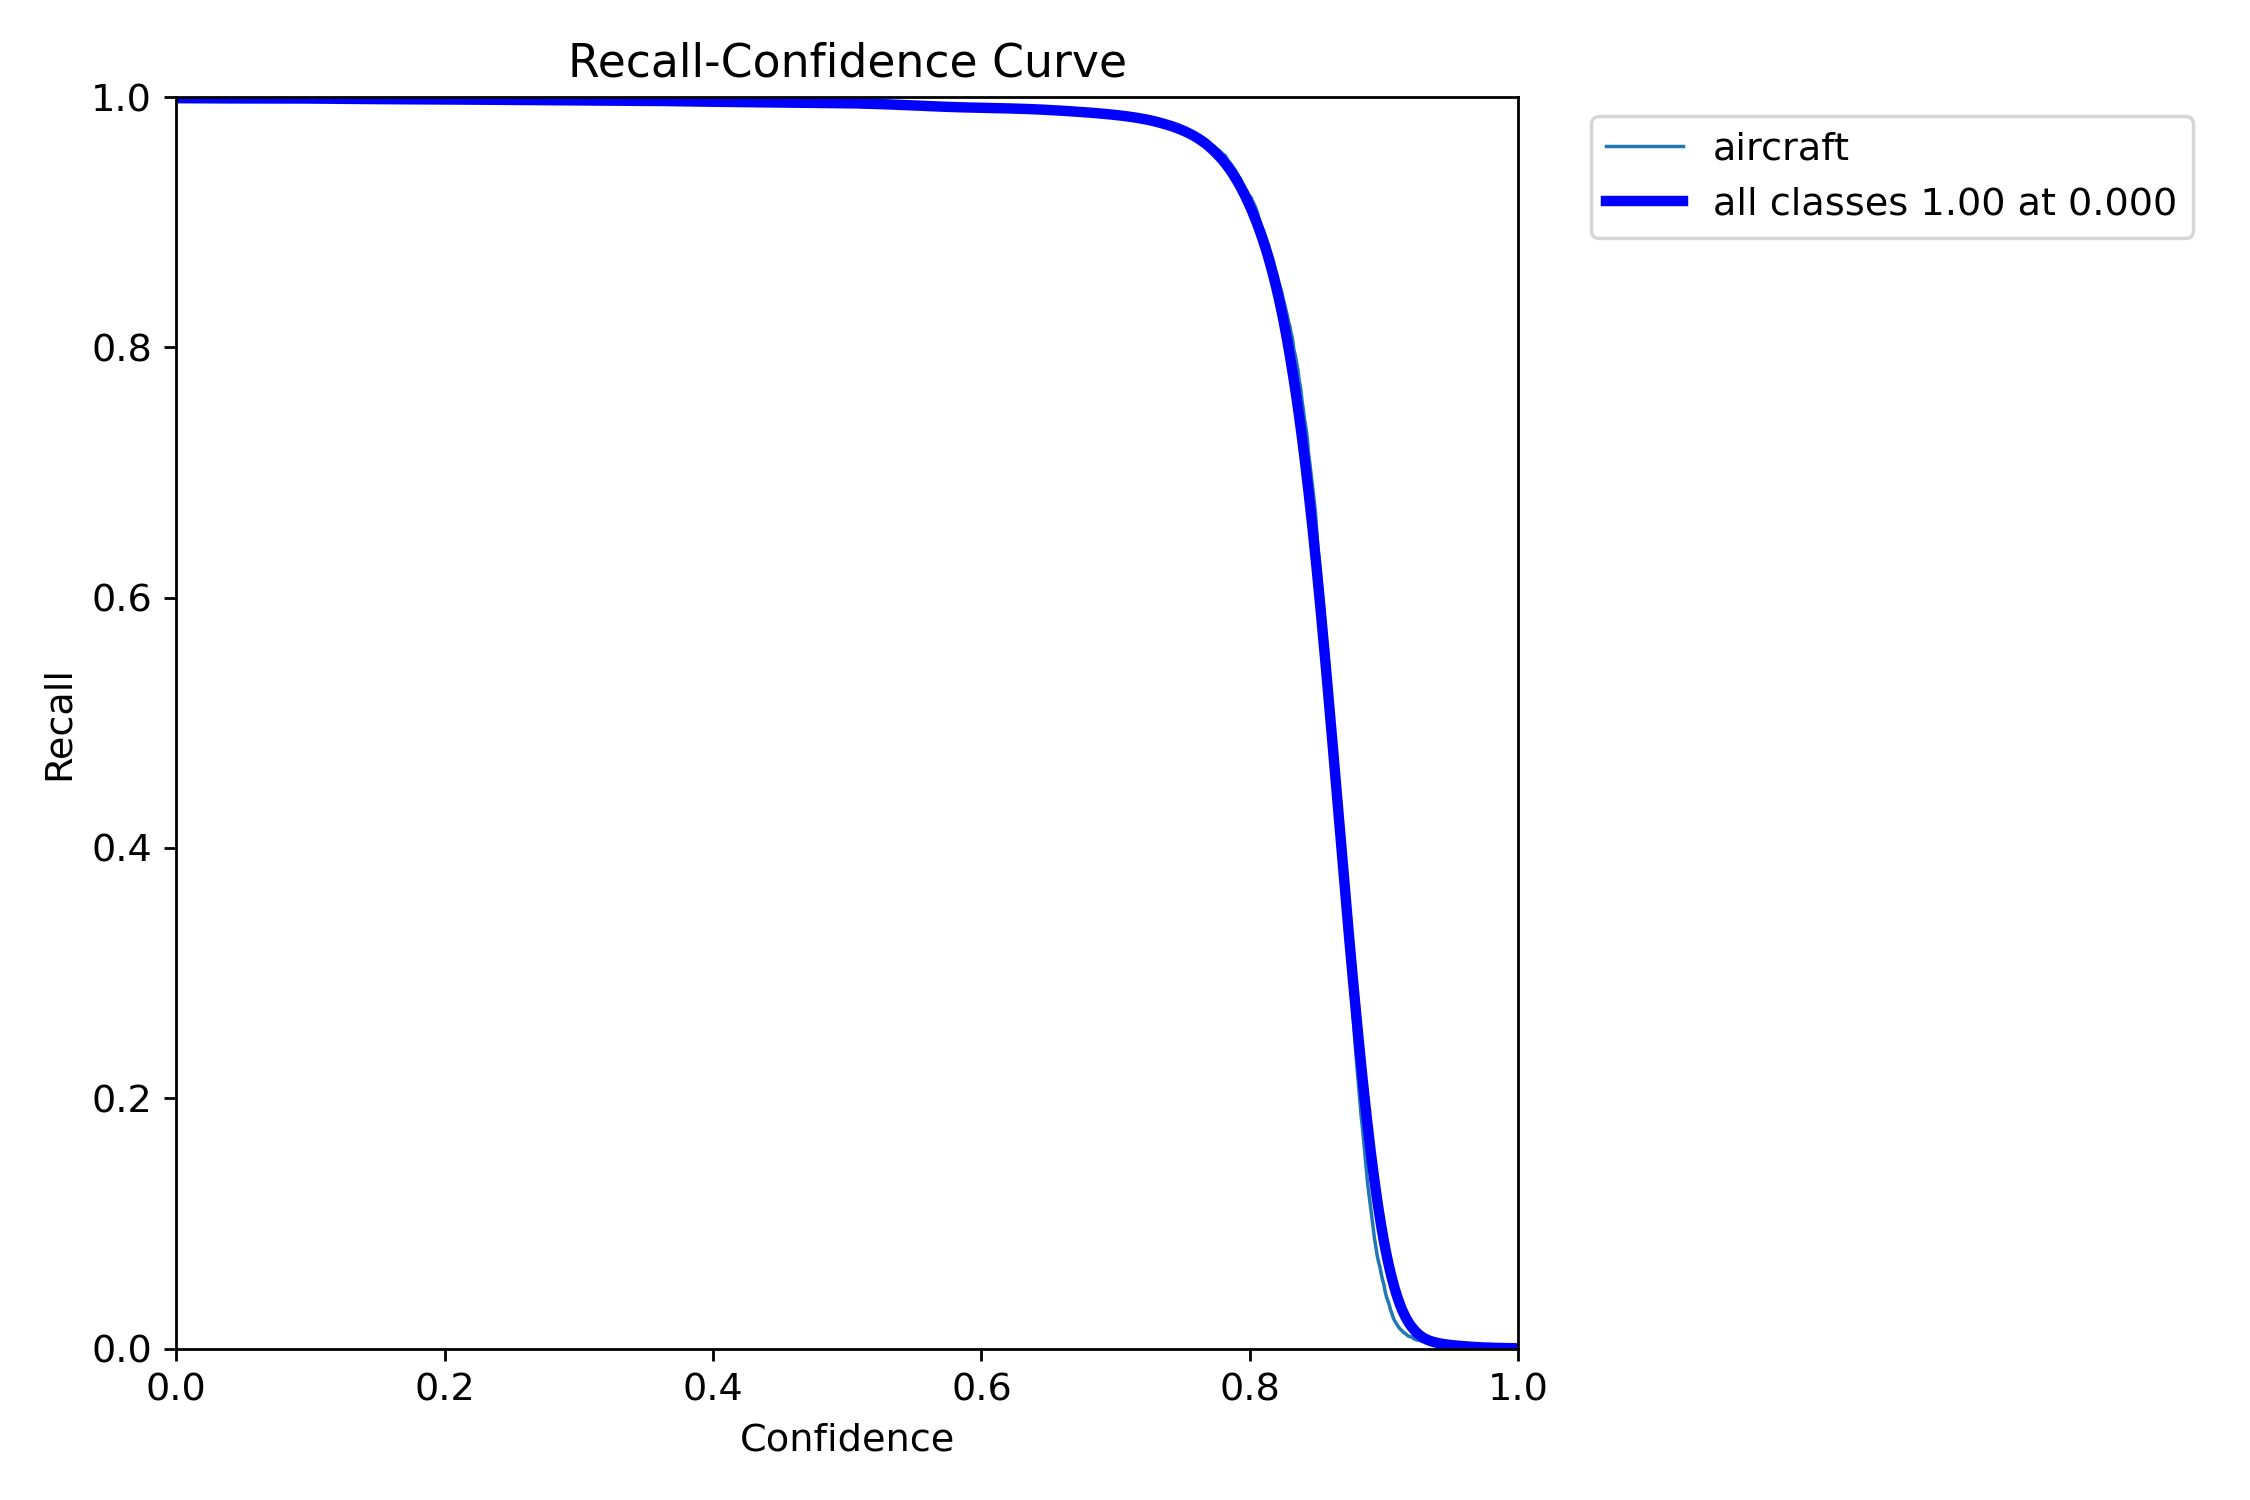 Recall-Confidence Curve
1.0
0.8
0.6
0.4
0.2
0.0
Recall
0.0 0.2 0.4 0.6 0.8 1.0
Confidence
aircraft
all classes 1.00 at 0.000